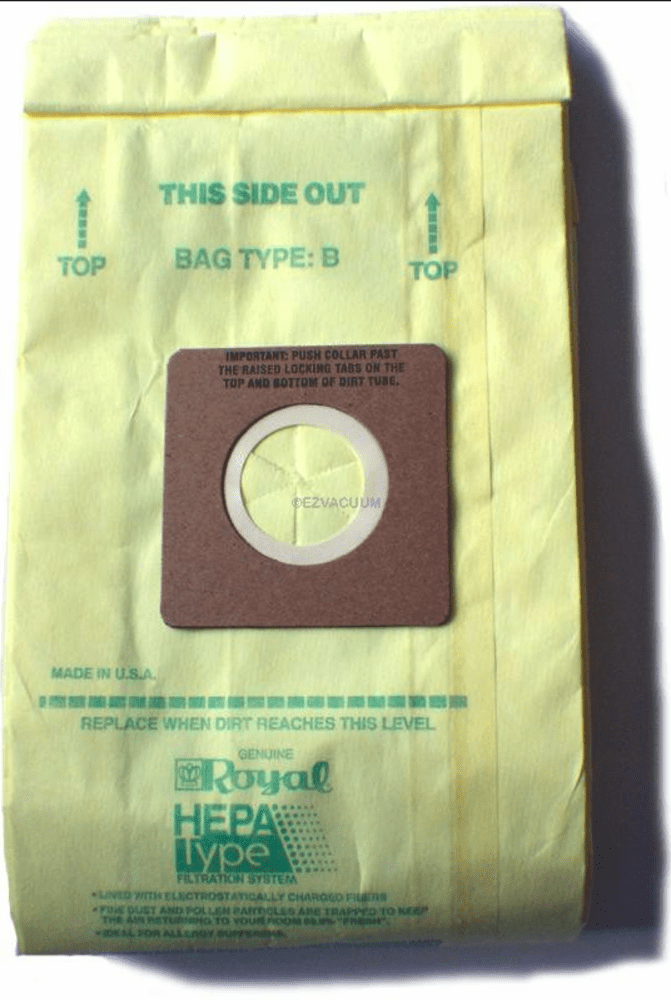 THIS SIDE OUT
TOP
BAG TYPE: B
TOP
IMPORTANT: PUSH COLLAR PAST
THE RAISED LOCKING TABS ON THE
TOP AND BOTTOM OF DIRT TUBE.
©EZVACUUM
MADE IN U.S.A.
REPLACE WHEN DIRT REACHES THIS LEVEL
GENUINE
Royal
HEPA
Type
FILTRATION SYSTEM
•LINED WITH ELECTROSTATICALLY CHARGED FIBERS
•FINE DUST AND POLLEN PARTICLES ARE TRAPPED TO KEEP
THE AIR RETURNING TO YOUR ROOM 99.9% "FRESH".
•IDEAL FOR ALLERGY SUFFERERS.